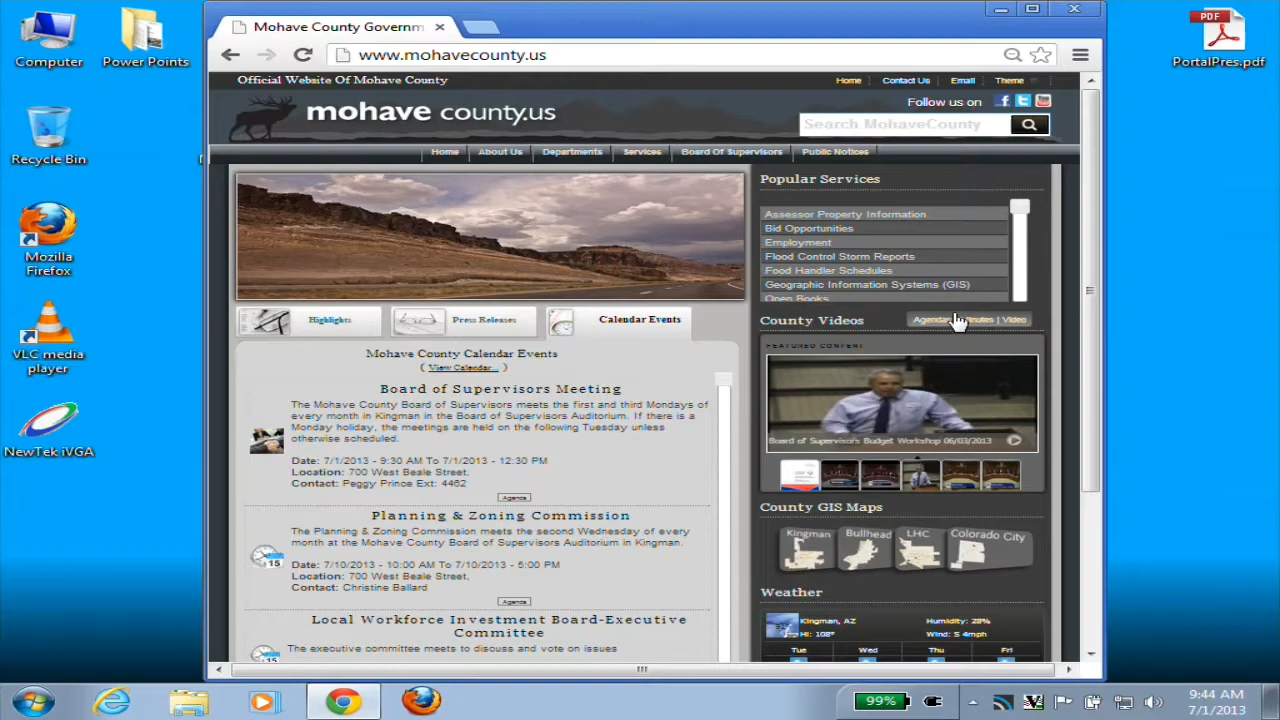 Computer
Power Points
Recycle Bin
Mozilla
Firefox
VLC media
player
NewTek iVGA
PDF
PortalPres.pdf
Mohave County Governm
www.mohavecounty.us
Official Website Of Mohave County
Home
Contact Us
Email
Theme
mohave county.us
Follow us on
Search MohaveCounty
Home
About Us
Departments
Services
Board Of Supervisors
Public Notices
Highlights
Press Releases
Calendar Events
Mohave County Calendar Events
( View Calendar... )
Board of Supervisors Meeting
The Mohave County Board of Supervisors meets the first and third Mondays of
every month in Kingman in the Board of Supervisors Auditorium. If there is a
Monday holiday, the meetings are held on the following Tuesday unless
otherwise scheduled.
Date: 7/1/2013 - 9:30 AM To 7/1/2013 - 12:30 PM
Location: 700 West Beale Street,
Contact: Peggy Prince Ext: 4462
Agenda
Planning & Zoning Commission
The Planning & Zoning Commission meets the second Wednesday of every
month at the Mohave County Board of Supervisors Auditorium in Kingman.
15
Date: 7/10/2013 - 10:00 AM To 7/10/2013 - 5:00 PM
Location: 700 West Beale Street,
Contact: Christine Ballard
Agenda
Local Workforce Investment Board-Executive
Committee
The executive committee meets to discuss and vote on issues
Popular Services
Assessor Property Information
Bid Opportunities
Employment
Flood Control Storm Reports
Food Handler Schedules
Geographic Information Systems (GIS)
Open Books
County Videos
| Video
FEATURED CONTENT
Board of Supervisors Budget Workshop 06/03/2013
County GIS Maps
Kingman
Bullhead
LHC
Colorado City
Weather
Kingman, AZ
Humidity: 28%
HI: 108°
Wind: S 4mph
Tue
Wed
Thu
Fri
99%
9:44 AM
7/1/2013